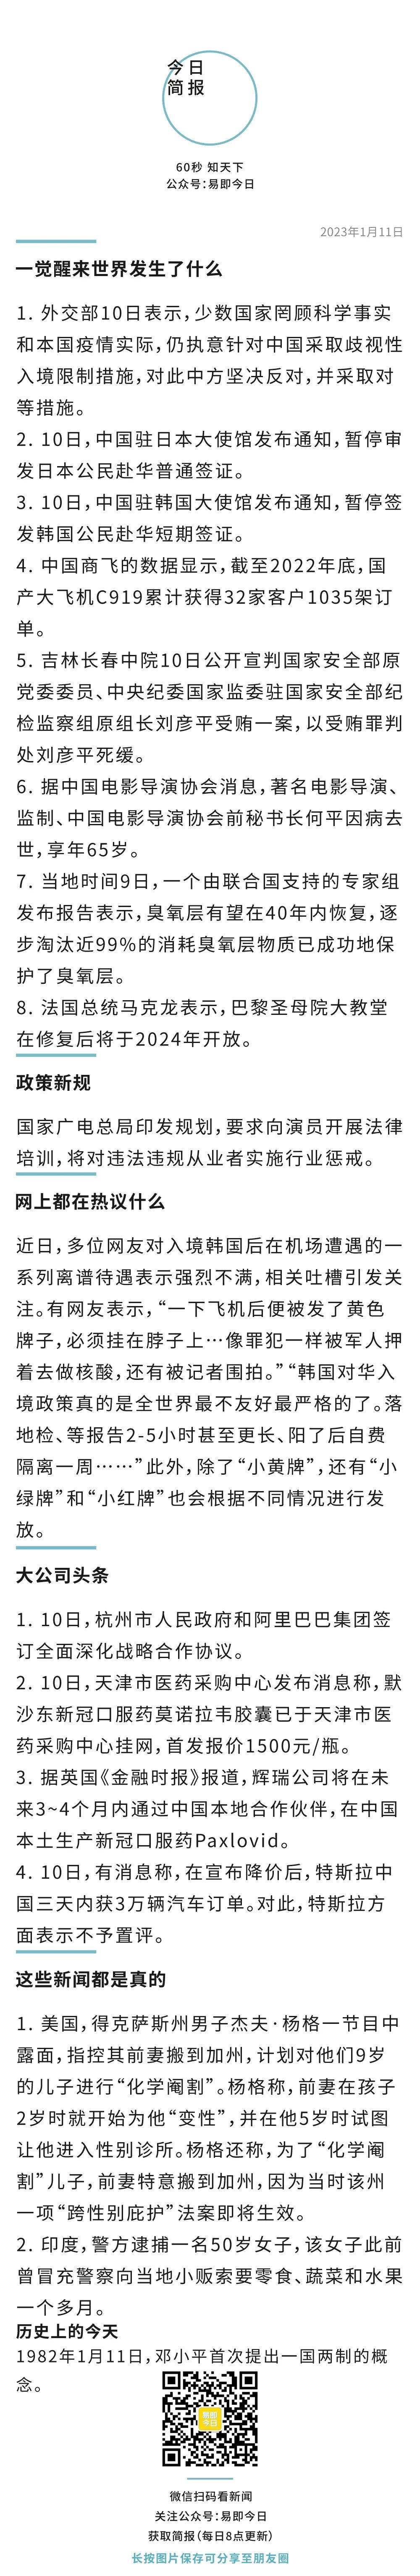 今日
简报
60秒 知天下
公众号：易即今日
2023年1月11日
一觉醒来世界发生了什么
1. 外交部10日表示，少数国家罔顾科学事实
和本国疫情实际，仍执意针对中国采取歧视性
入境限制措施，对此中方坚决反对，并采取对
等措施。
2. 10日，中国驻日本大使馆发布通知，暂停审
发日本公民赴华普通签证。
3. 10日，中国驻韩国大使馆发布通知，暂停签
发韩国公民赴华短期签证。
4. 中国商飞的数据显示，截至2022年底，国
产大飞机C919累计获得32家客户1035架订
单。
5. 吉林长春中院10日公开宣判国家安全部原
党委委员、中央纪委国家监委驻国家安全部纪
检监察组原组长刘彦平受贿一案，以受贿罪判
处刘彦平死缓。
6. 据中国电影导演协会消息，著名电影导演、
监制、中国电影导演协会前秘书长何平因病去
世，享年65岁。
7. 当地时间9日，一个由联合国支持的专家组
发布报告表示，臭氧层有望在40年内恢复，逐
步淘汰近99%的消耗臭氧层物质已成功地保
护了臭氧层。
8. 法国总统马克龙表示，巴黎圣母院大教堂
在修复后将于2024年开放。
政策新规
国家广电总局印发规划，要求向演员开展法律
培训，将对违法违规从业者实施行业惩戒。
网上都在热议什么
近日，多位网友对入境韩国后在机场遭遇的一
系列离谱待遇表示强烈不满，相关吐槽引发关
注。有网友表示，“一下飞机后便被发了黄色
牌子，必须挂在脖子上…像罪犯一样被军人押
着去做核酸，还有被记者围拍。”“韩国对华入
境政策真的是全世界最不友好最严格的了。落
地检、等报告2-5小时甚至更长、阳了后自费
隔离一周……”此外，除了“小黄牌”，还有“小
绿牌”和“小红牌”也会根据不同情况进行发
放。
大公司头条
1. 10日，杭州市人民政府和阿里巴巴集团签
订全面深化战略合作协议。
2. 10日，天津市医药采购中心发布消息称，默
沙东新冠口服药莫诺拉韦胶囊已于天津市医
药采购中心挂网，首发报价1500元/瓶。
3. 据英国《金融时报》报道，辉瑞公司将在未
来3~4个月内通过中国本地合作伙伴，在中国
本土生产新冠口服药Paxlovid。
4. 10日，有消息称，在宣布降价后，特斯拉中
国三天内获3万辆汽车订单。对此，特斯拉方
面表示不予置评。
这些新闻都是真的
1. 美国，得克萨斯州男子杰夫·杨格一节目中
露面，指控其前妻搬到加州，计划对他们9岁
的儿子进行“化学阉割”。杨格称，前妻在孩子
2岁时就开始为他“变性”，并在他5岁时试图
让他进入性别诊所。杨格还称，为了“化学阉
割”儿子，前妻特意搬到加州，因为当时该州
一项“跨性别庇护”法案即将生效。
2. 印度，警方逮捕一名50岁女子，该女子此前
曾冒充警察向当地小贩索要零食、蔬菜和水果
一个多月。
历史上的今天
1982年1月11日，邓小平首次提出一国两制的概
念。
易即
今日
微信扫码看新闻
关注公众号：易即今日
获取简报（每日8点更新）
长按图片保存可分享至朋友圈